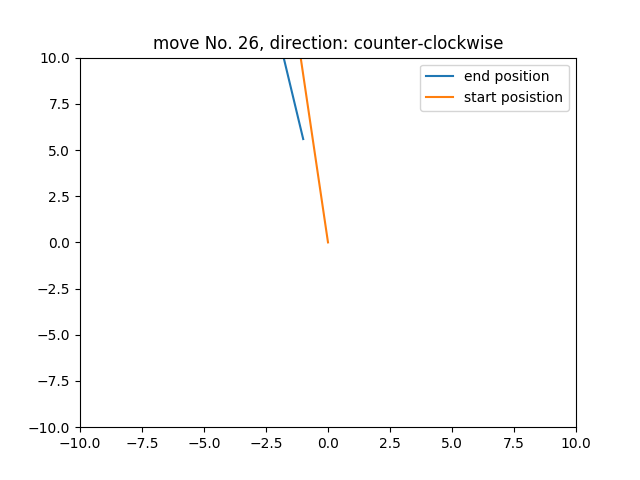 move No. 26, direction: counter-clockwise
end position
start posistion
10.0
7.5
5.0
2.5
0.0
−2.5
−5.0
−7.5
−10.0
−10.0 −7.5 −5.0 −2.5 0.0 2.5 5.0 7.5 10.0